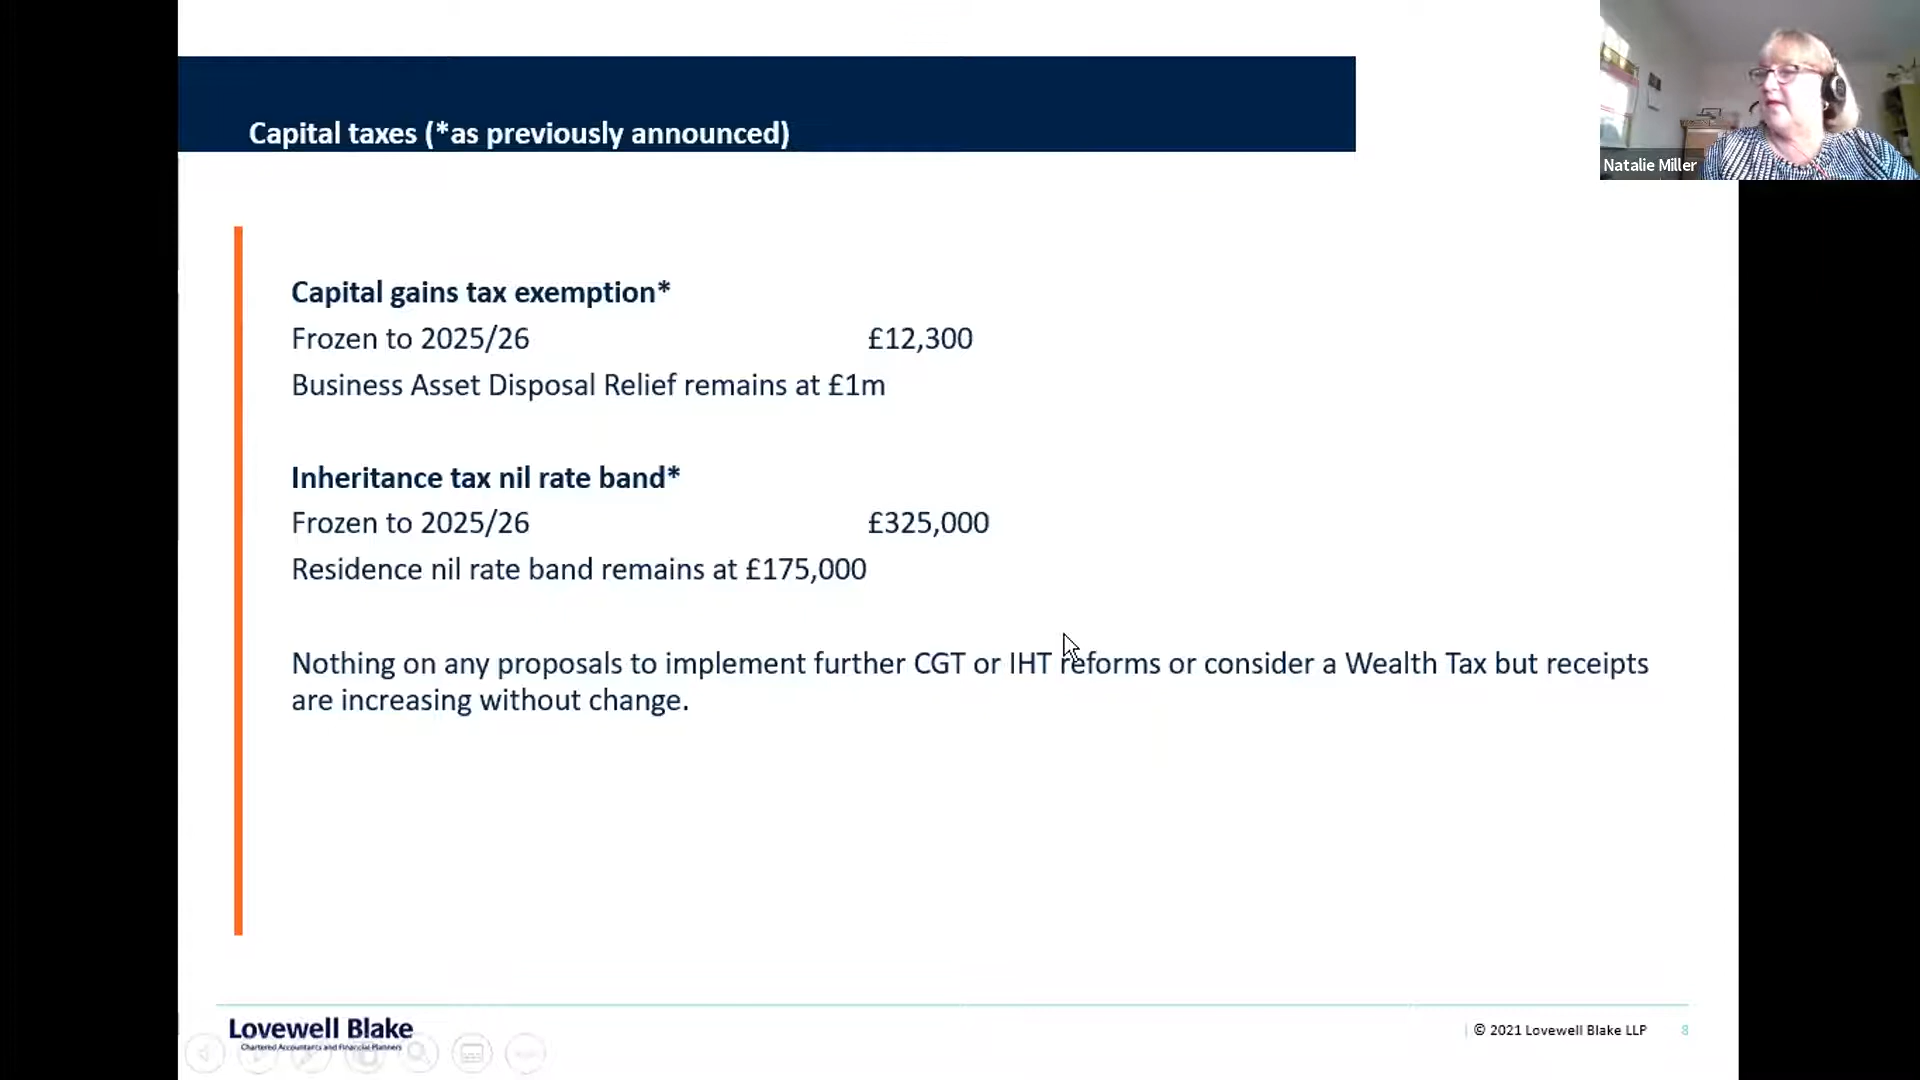 Capital taxes (*as previously announced)
Natalie Miller
Capital gains tax exemption*
Frozen to 2025/26 £12,300
Business Asset Disposal Relief remains at £1m
Inheritance tax nil rate band*
Frozen to 2025/26 £325,000
Residence nil rate band remains at £175,000
Nothing on any proposals to implement further CGT or IHT reforms or consider a Wealth Tax but receipts
are increasing without change.
Lovewell Blake
Chartered Accountants and Financial Planners
© 2021 Lovewell Blake LLP 8